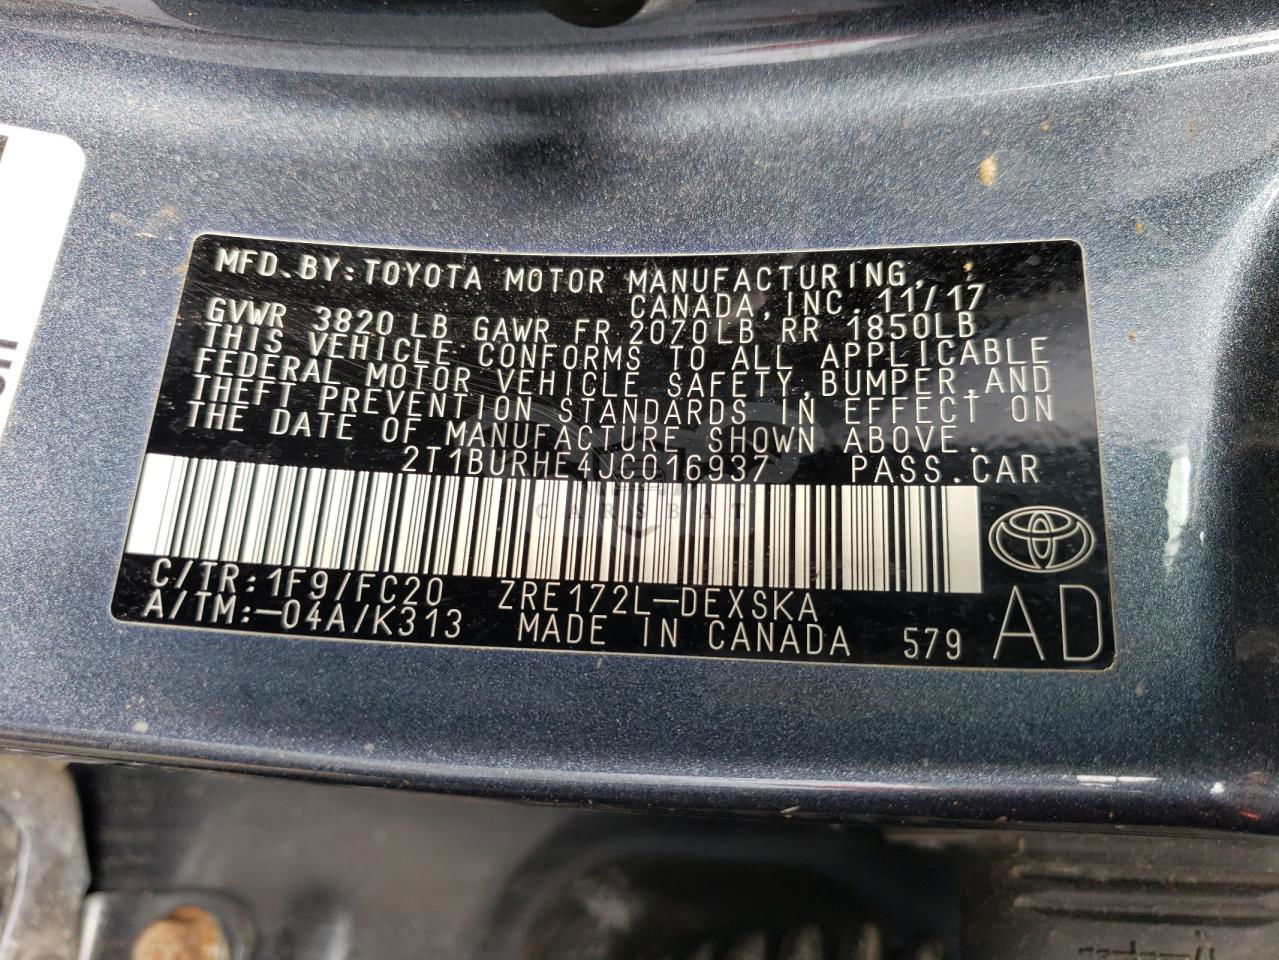 MFD.BY:TOYOTA MOTOR MANUFACTURING,
CANADA,INC. 11/17
GVWR 3820 LB GAWR FR 2070LB RR 1850LB
THIS VEHICLE CONFORMS TO ALL APPLICABLE
FEDERAL MOTOR VEHICLE SAFETY,BUMPER,AND
THEFT PREVENTION STANDARDS IN EFFECT ON
THE DATE OF MANUFACTURE SHOWN ABOVE.
2T1BURHE4JC016937 PASS.CAR
CARSBAT
C/TR:1F9/FC20 ZRE172L-DEXSKA
A/TM:-04A/K313 MADE IN CANADA 579 AD